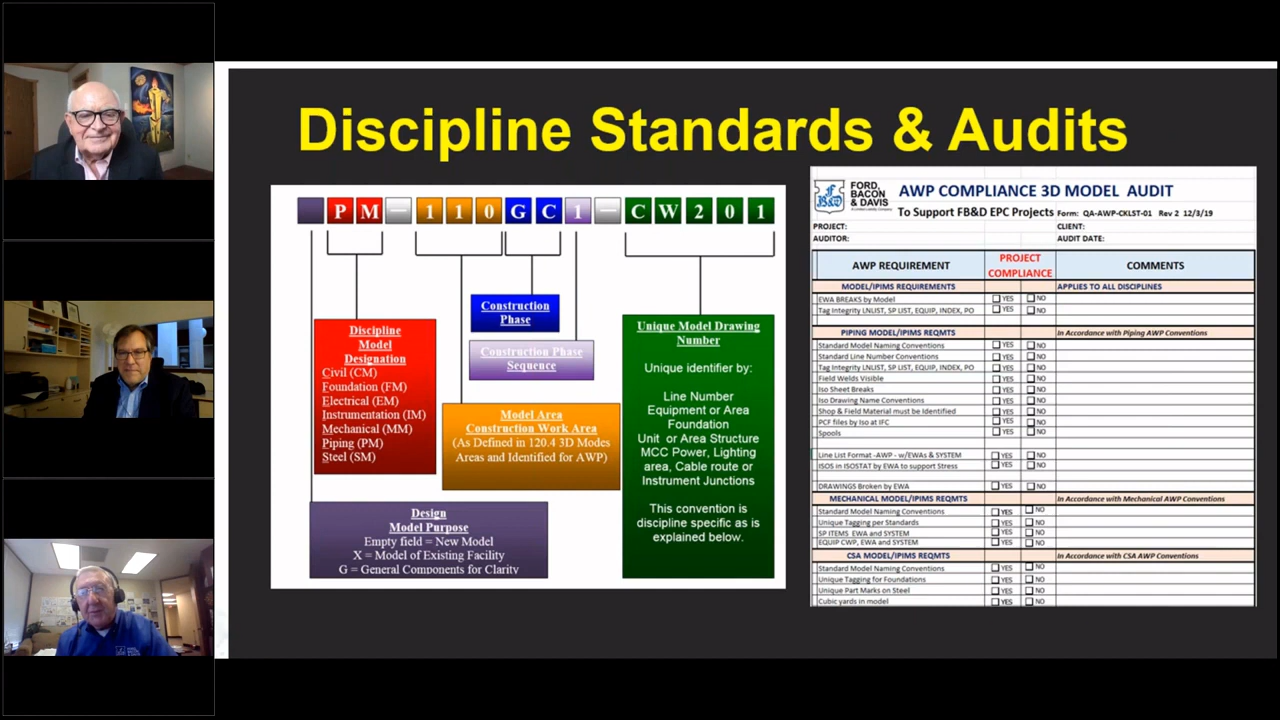 Discipline Standards & Audits
PM-110GC1-CW201
Construction
Phase
Construction Phase
Sequence
Discipline
Model
Designation
Civil (CM)
Foundation (FM)
Electrical (EM)
Instrumentation (IM)
Mechanical (MM)
Piping (PM)
Steel (SM)
Model Area
Construction Work Area
(As Defined in 120.4 3D Modes
Areas and Identified for AWP)
Design
Model Purpose
Empty field = New Model
X = Model of Existing Facility
G = General Components for Clarity
Unique Model Drawing
Number
Unique identifier by:
Line Number
Equipment or Area
Foundation
Unit or Area Structure
MCC Power, Lighting
area, Cable route or
Instrument Junctions
This convention is
discipline specific as is
explained below.
FORD,
BACON
& DAVIS
AWP COMPLIANCE 3D MODEL AUDIT
To Support FB&D EPC Projects Form: QA-AWP-CKLST-01 Rev 2 12/3/19
PROJECT: CLIENT:
AUDITOR: AUDIT DATE:
AWP REQUIREMENT PROJECT COMPLIANCE COMMENTS
MODEL/IPIMS REQUIREMENTS APPLIES TO ALL DISCIPLINES
EWA BREAKS by Model YES NO
Tag Integrity LNLIST, SP LIST, EQUIP, INDEX, PO YES NO
PIPING MODEL/IPIMS REQMTS In Accordance with Piping AWP Conventions
Standard Model Naming Conventions YES NO
Standard Line Number Conventions YES NO
Tag Integrity LNLIST, SP LIST, EQUIP, INDEX, PO YES NO
Field Welds Visible YES NO
Iso Sheet Breaks YES NO
Iso Drawing Name Conventions YES NO
Shop & Field Material must be Identified YES NO
PCF files by Iso at IFC YES NO
Spools YES NO
Line List Format -AWP - w/EWAs & SYSTEM YES NO
ISOS in ISOSTAT by EWA to support Stress YES NO
DRAWINGS Broken by EWA YES NO
MECHANICAL MODEL/IPIMS REQMTS In Accordance with Mechanical AWP Conventions
Standard Model Naming Conventions YES NO
Unique Tagging per Standards YES NO
SP ITEMS EWA and SYSTEM YES NO
EQUIP CWP, EWA and SYSTEM YES NO
CSA MODEL/IPIMS REQMTS In Accordance with CSA AWP Conventions
Standard Model Naming Conventions YES NO
Unique Tagging for Foundations YES NO
Unique Part Marks on Steel YES NO
Cubic yards in model YES NO